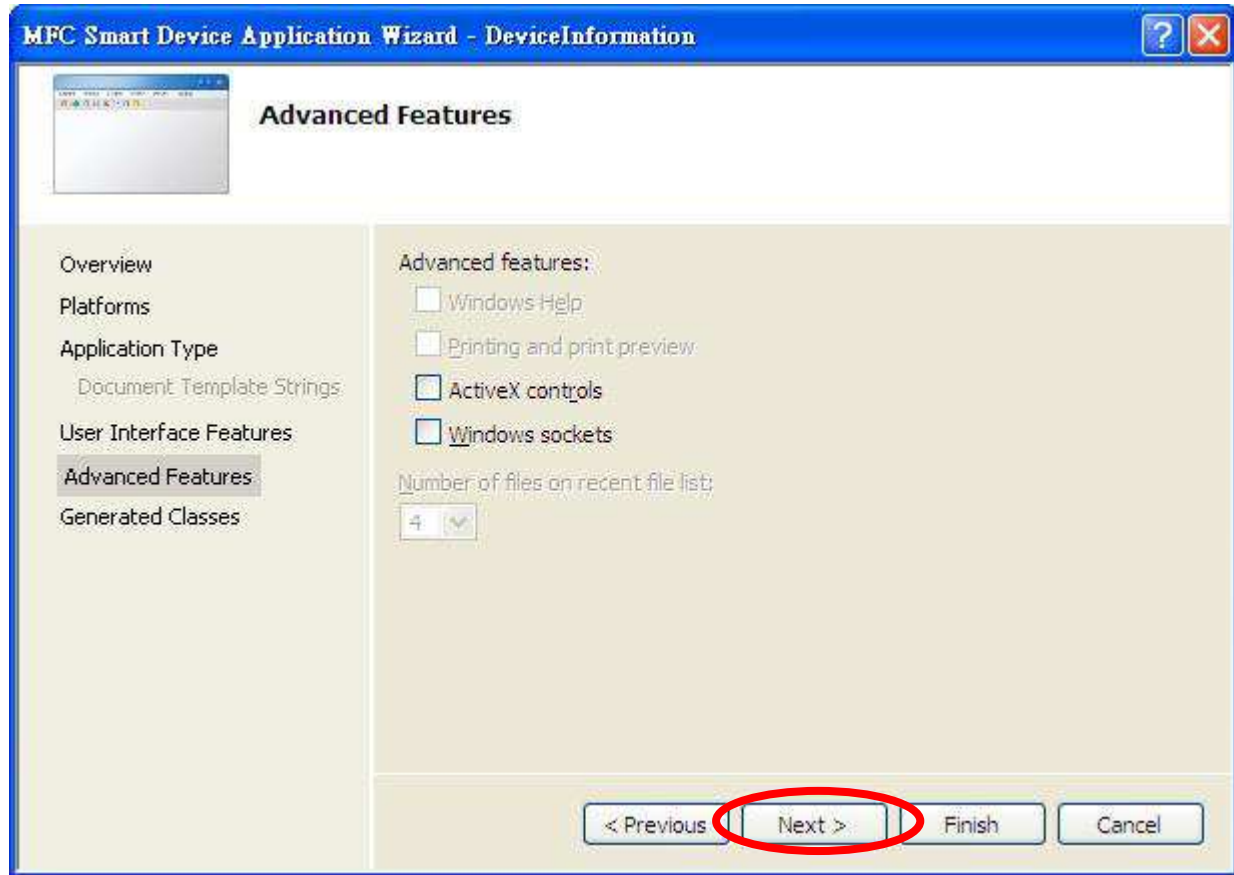 MFC Smart Device Application Wizard - DeviceInformation
Advanced Features
Overview
Platforms
Application Type
Document Template Strings
User Interface Features
Advanced Features
Generated Classes
Advanced features:
Windows Help
Printing and print preview
ActiveX controls
Windows sockets
Number of files on recent file list:
4
< Previous
Next >
Finish
Cancel